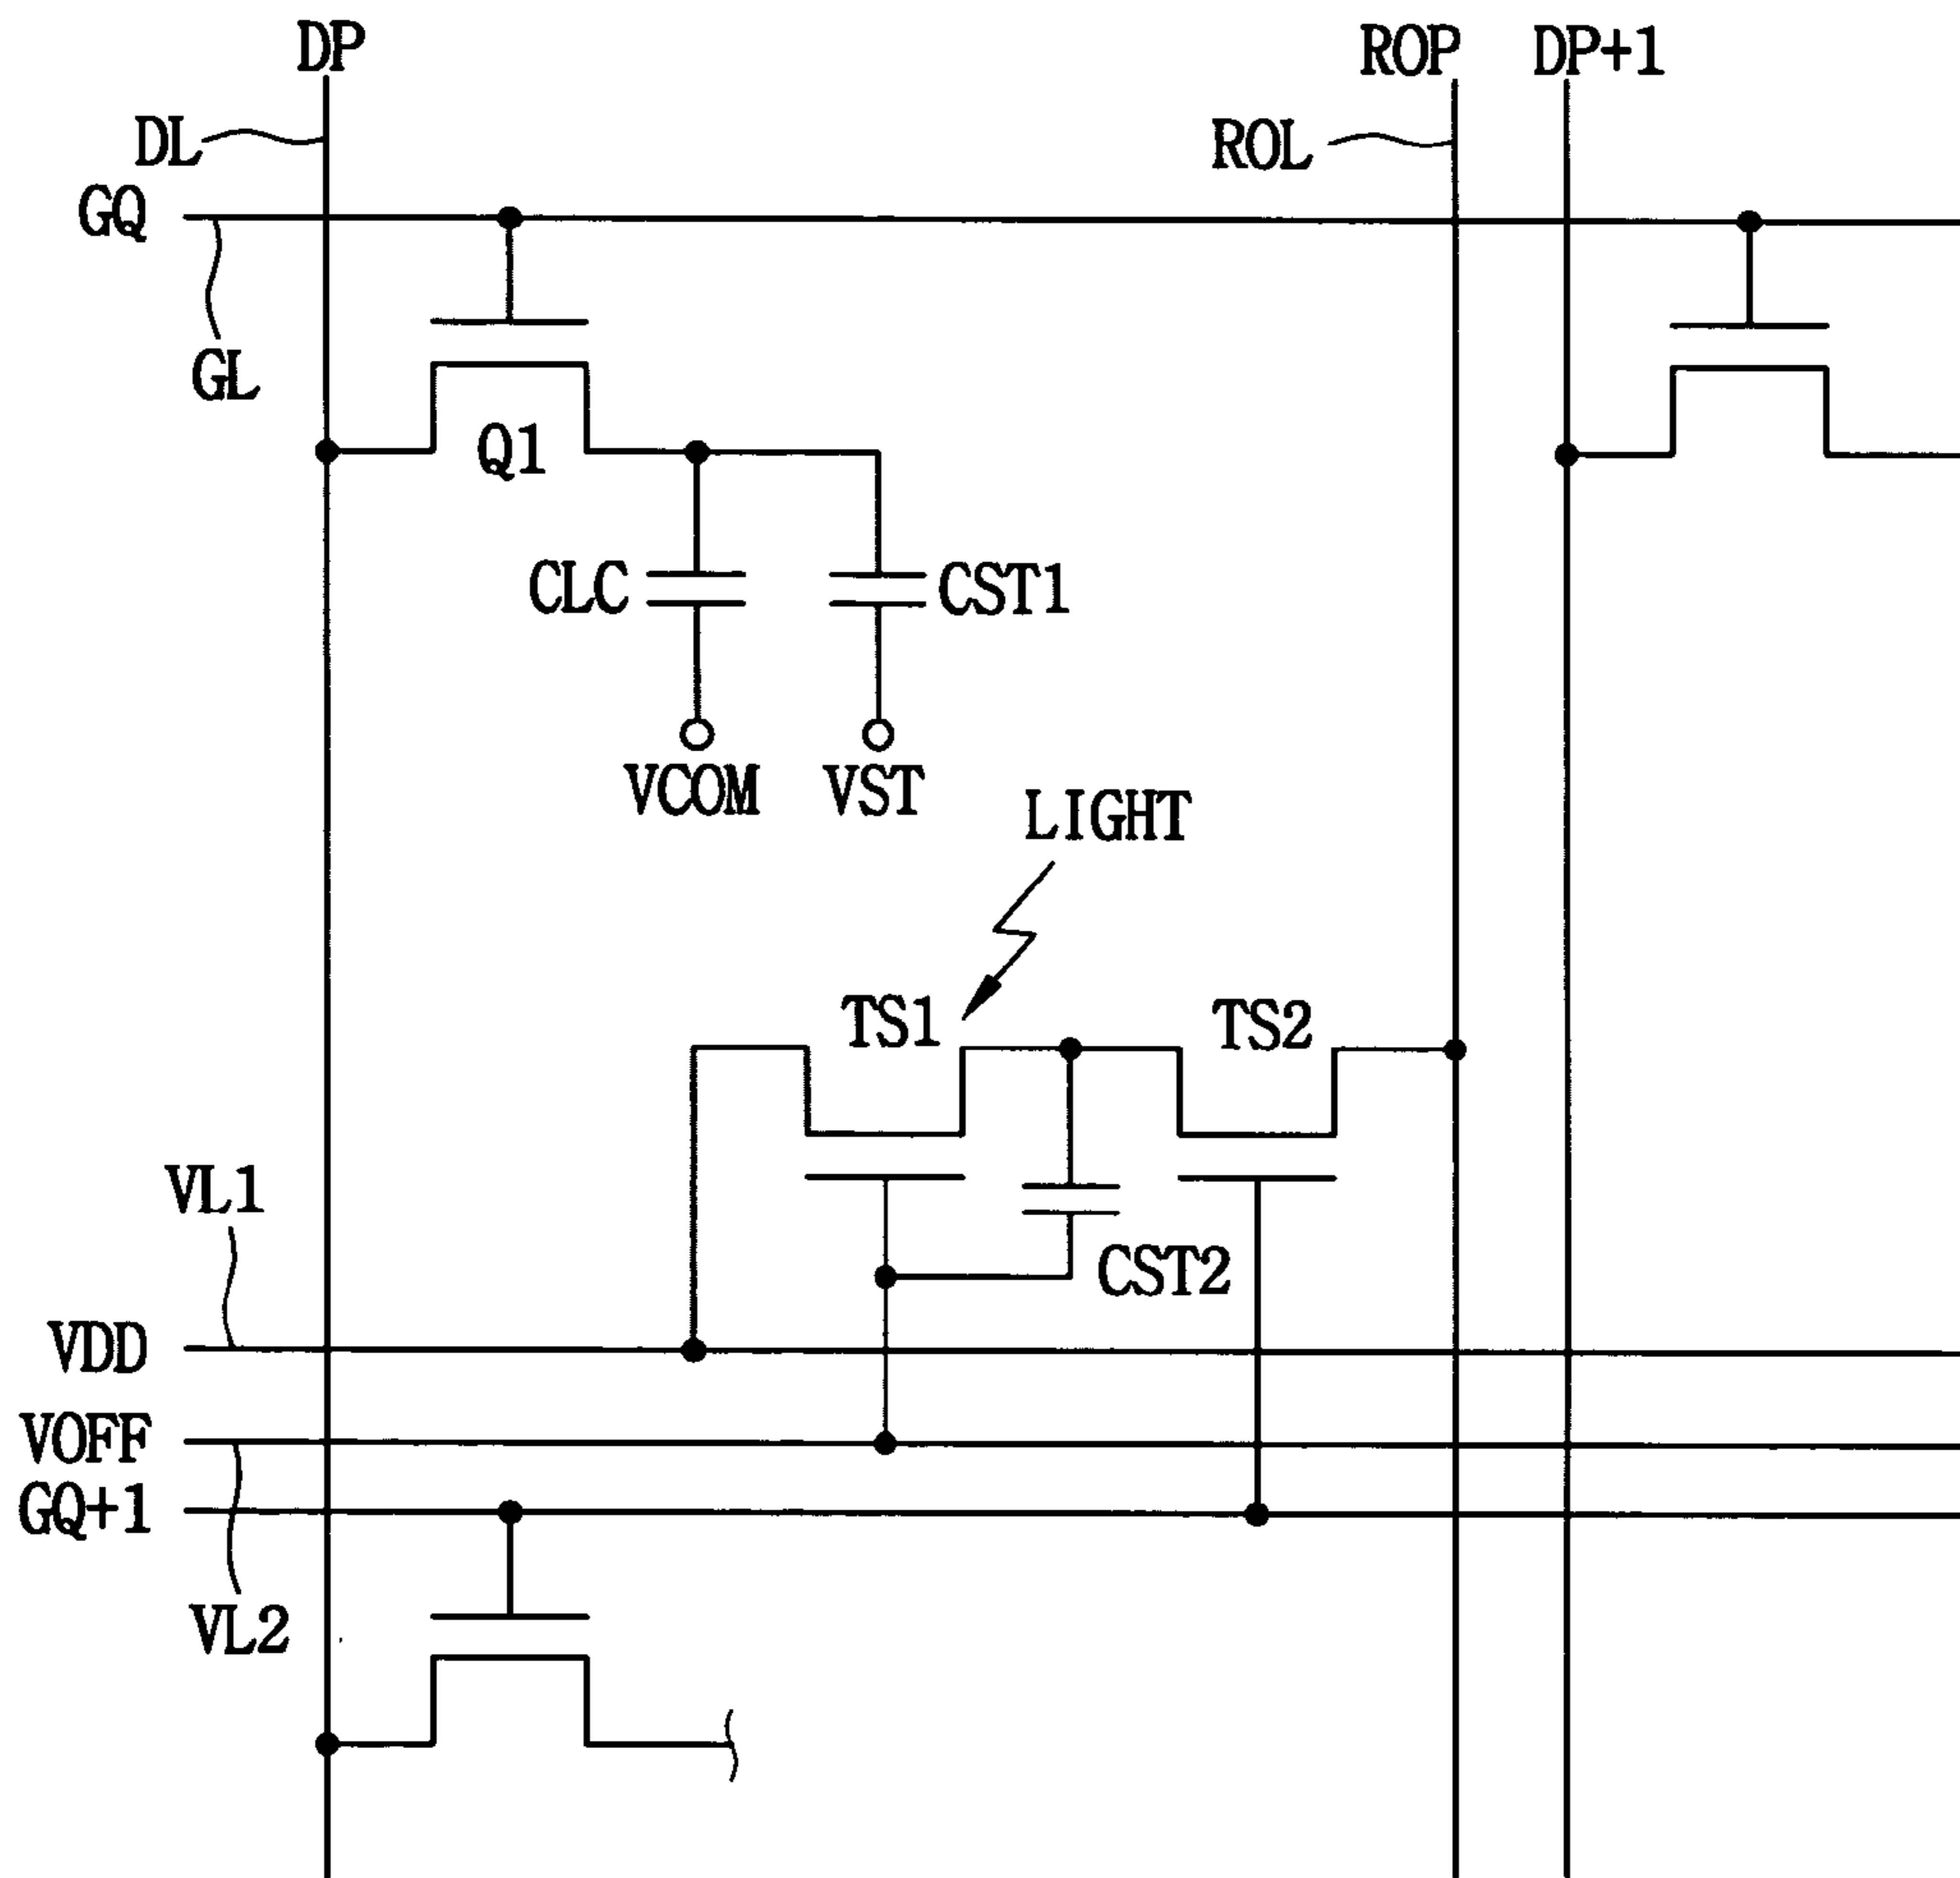 DP
ROP
DP+1
DL
ROL
GQ
GL
Q1
CLC
CST1
VCOM
VST
LIGHT
TS1
TS2
VL1
CST2
VDD
VOFF
GQ+1
VL2